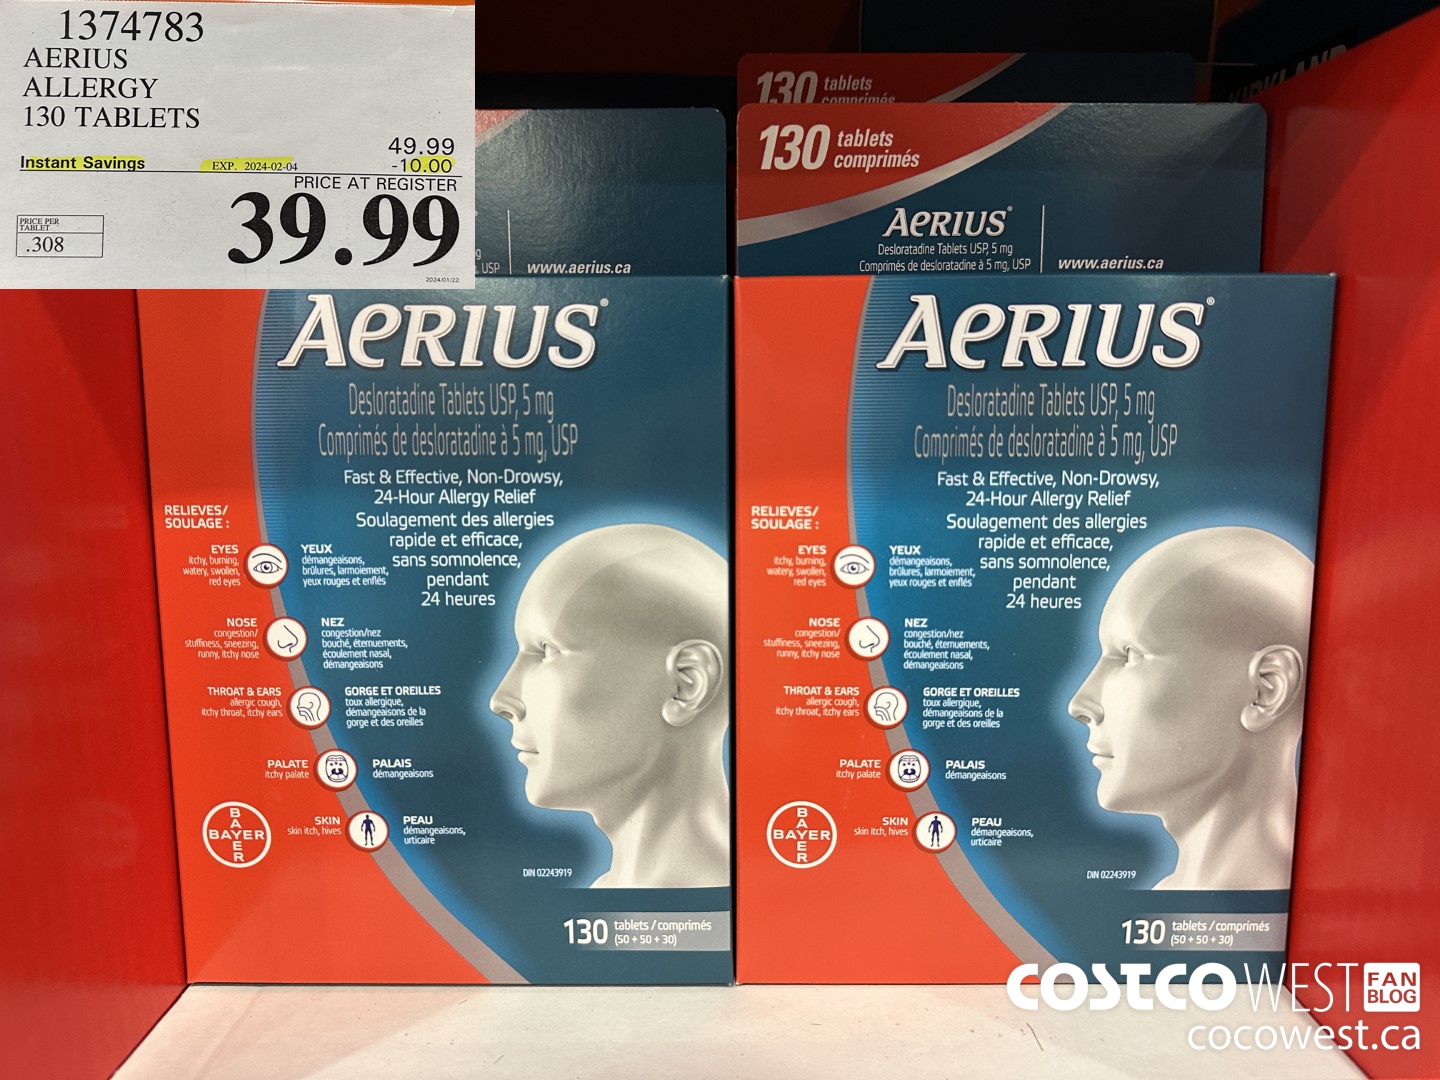 1374783
AERIUS
ALLERGY
130 TABLETS
49.99
Instant Savings EXP. 2024-02-04 -10.00
PRICE AT REGISTER
39.99
PRICE PER
TABLET
.308
2024/01/22
USP
www.aerius.ca
130 tablets
comprimés
130 tablets
comprimés
AERIUS®
Desloratadine Tablets USP, 5 mg
Comprimés de desloratadine à 5 mg, USP
www.aerius.ca
KIRKLAND
AERIUS®
Desloratadine Tablets USP, 5 mg
Comprimés de desloratadine à 5 mg, USP
Fast & Effective, Non-Drowsy,
24-Hour Allergy Relief
Soulagement des allergies
rapide et efficace,
sans somnolence,
pendant
24 heures
RELIEVES/
SOULAGE :
EYES
itchy, burning,
watery, swollen,
red eyes
YEUX
démangeaisons,
brûlures, larmoiement,
yeux rouges et enflés
NOSE
congestion/
stuffiness, sneezing,
runny, itchy nose
NEZ
congestion/nez
bouché, éternuements,
écoulement nasal,
démangeaisons
THROAT & EARS
allergic cough,
itchy throat, itchy ears
GORGE ET OREILLES
toux allergique,
démangeaisons de la
gorge et des oreilles
PALATE
itchy palate
PALAIS
démangeaisons
SKIN
skin itch, hives
PEAU
démangeaisons,
urticaire
BAYER
BAYER
DIN 02243919
130 tablets / comprimés
(50 + 50 + 30)
AERIUS®
Desloratadine Tablets USP, 5 mg
Comprimés de desloratadine à 5 mg, USP
Fast & Effective, Non-Drowsy,
24-Hour Allergy Relief
Soulagement des allergies
rapide et efficace,
sans somnolence,
pendant
24 heures
RELIEVES/
SOULAGE :
EYES
itchy, burning,
watery, swollen,
red eyes
YEUX
démangeaisons,
brûlures, larmoiement,
yeux rouges et enflés
NOSE
congestion/
stuffiness, sneezing,
runny, itchy nose
NEZ
congestion/nez
bouché, éternuements,
écoulement nasal,
démangeaisons
THROAT & EARS
allergic cough,
itchy throat, itchy ears
GORGE ET OREILLES
toux allergique,
démangeaisons de la
gorge et des oreilles
PALATE
itchy palate
PALAIS
démangeaisons
SKIN
skin itch, hives
PEAU
démangeaisons,
urticaire
BAYER
BAYER
DIN 02243919
130 tablets / comprimés
(50 + 50 + 30)
COSTCO WEST FAN BLOG
cocowest.ca